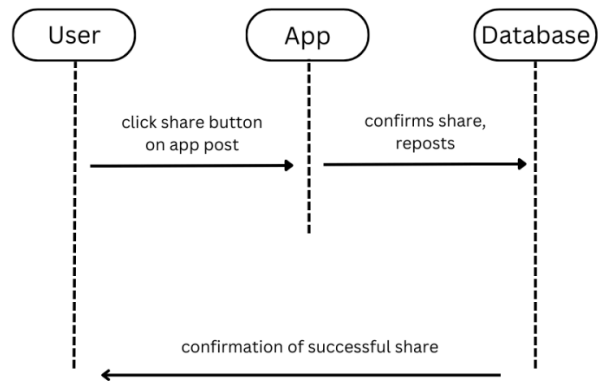 User
App
Database
click share button
on app post
confirms share,
reposts
confirmation of successful share